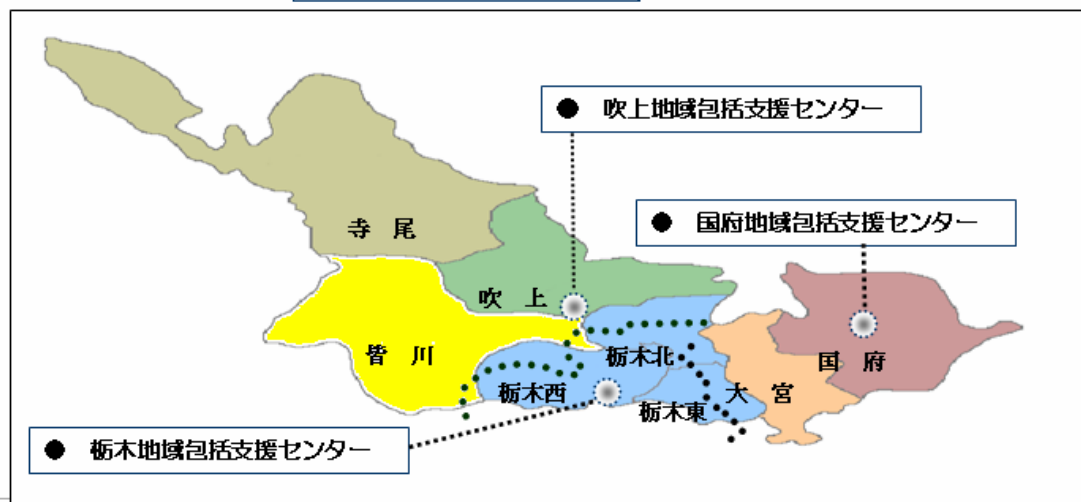 ● 吹上地域包括支援センター
● 国府地域包括支援センター
寺 尾
吹 上
皆 川
栃木北
国 府
栃木西
大 宮
栃木東
● 栃木地域包括支援センター